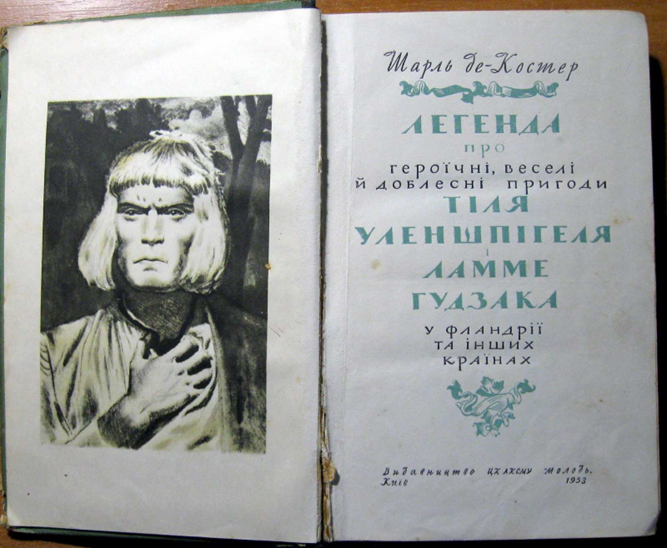 Шарль де-Костер
ЛЕГЕНДА
про
героїчні, веселі
й доблесні пригоди
ТІЛЯ
УЛЕНШПІГЕЛЯ
і
ЛАММЕ
ГУДЗАКА
у Фландрії
та інших
країнах
Видавництво ЦК ЛКСМУ Молодь.
Київ 1953